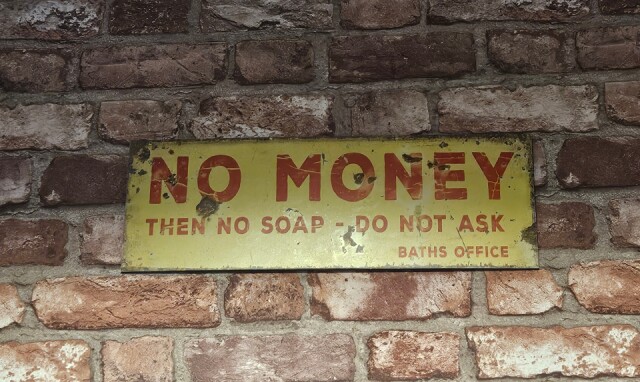 NO MONEY
THEN NO SOAP - DO NOT ASK
BATHS OFFICE